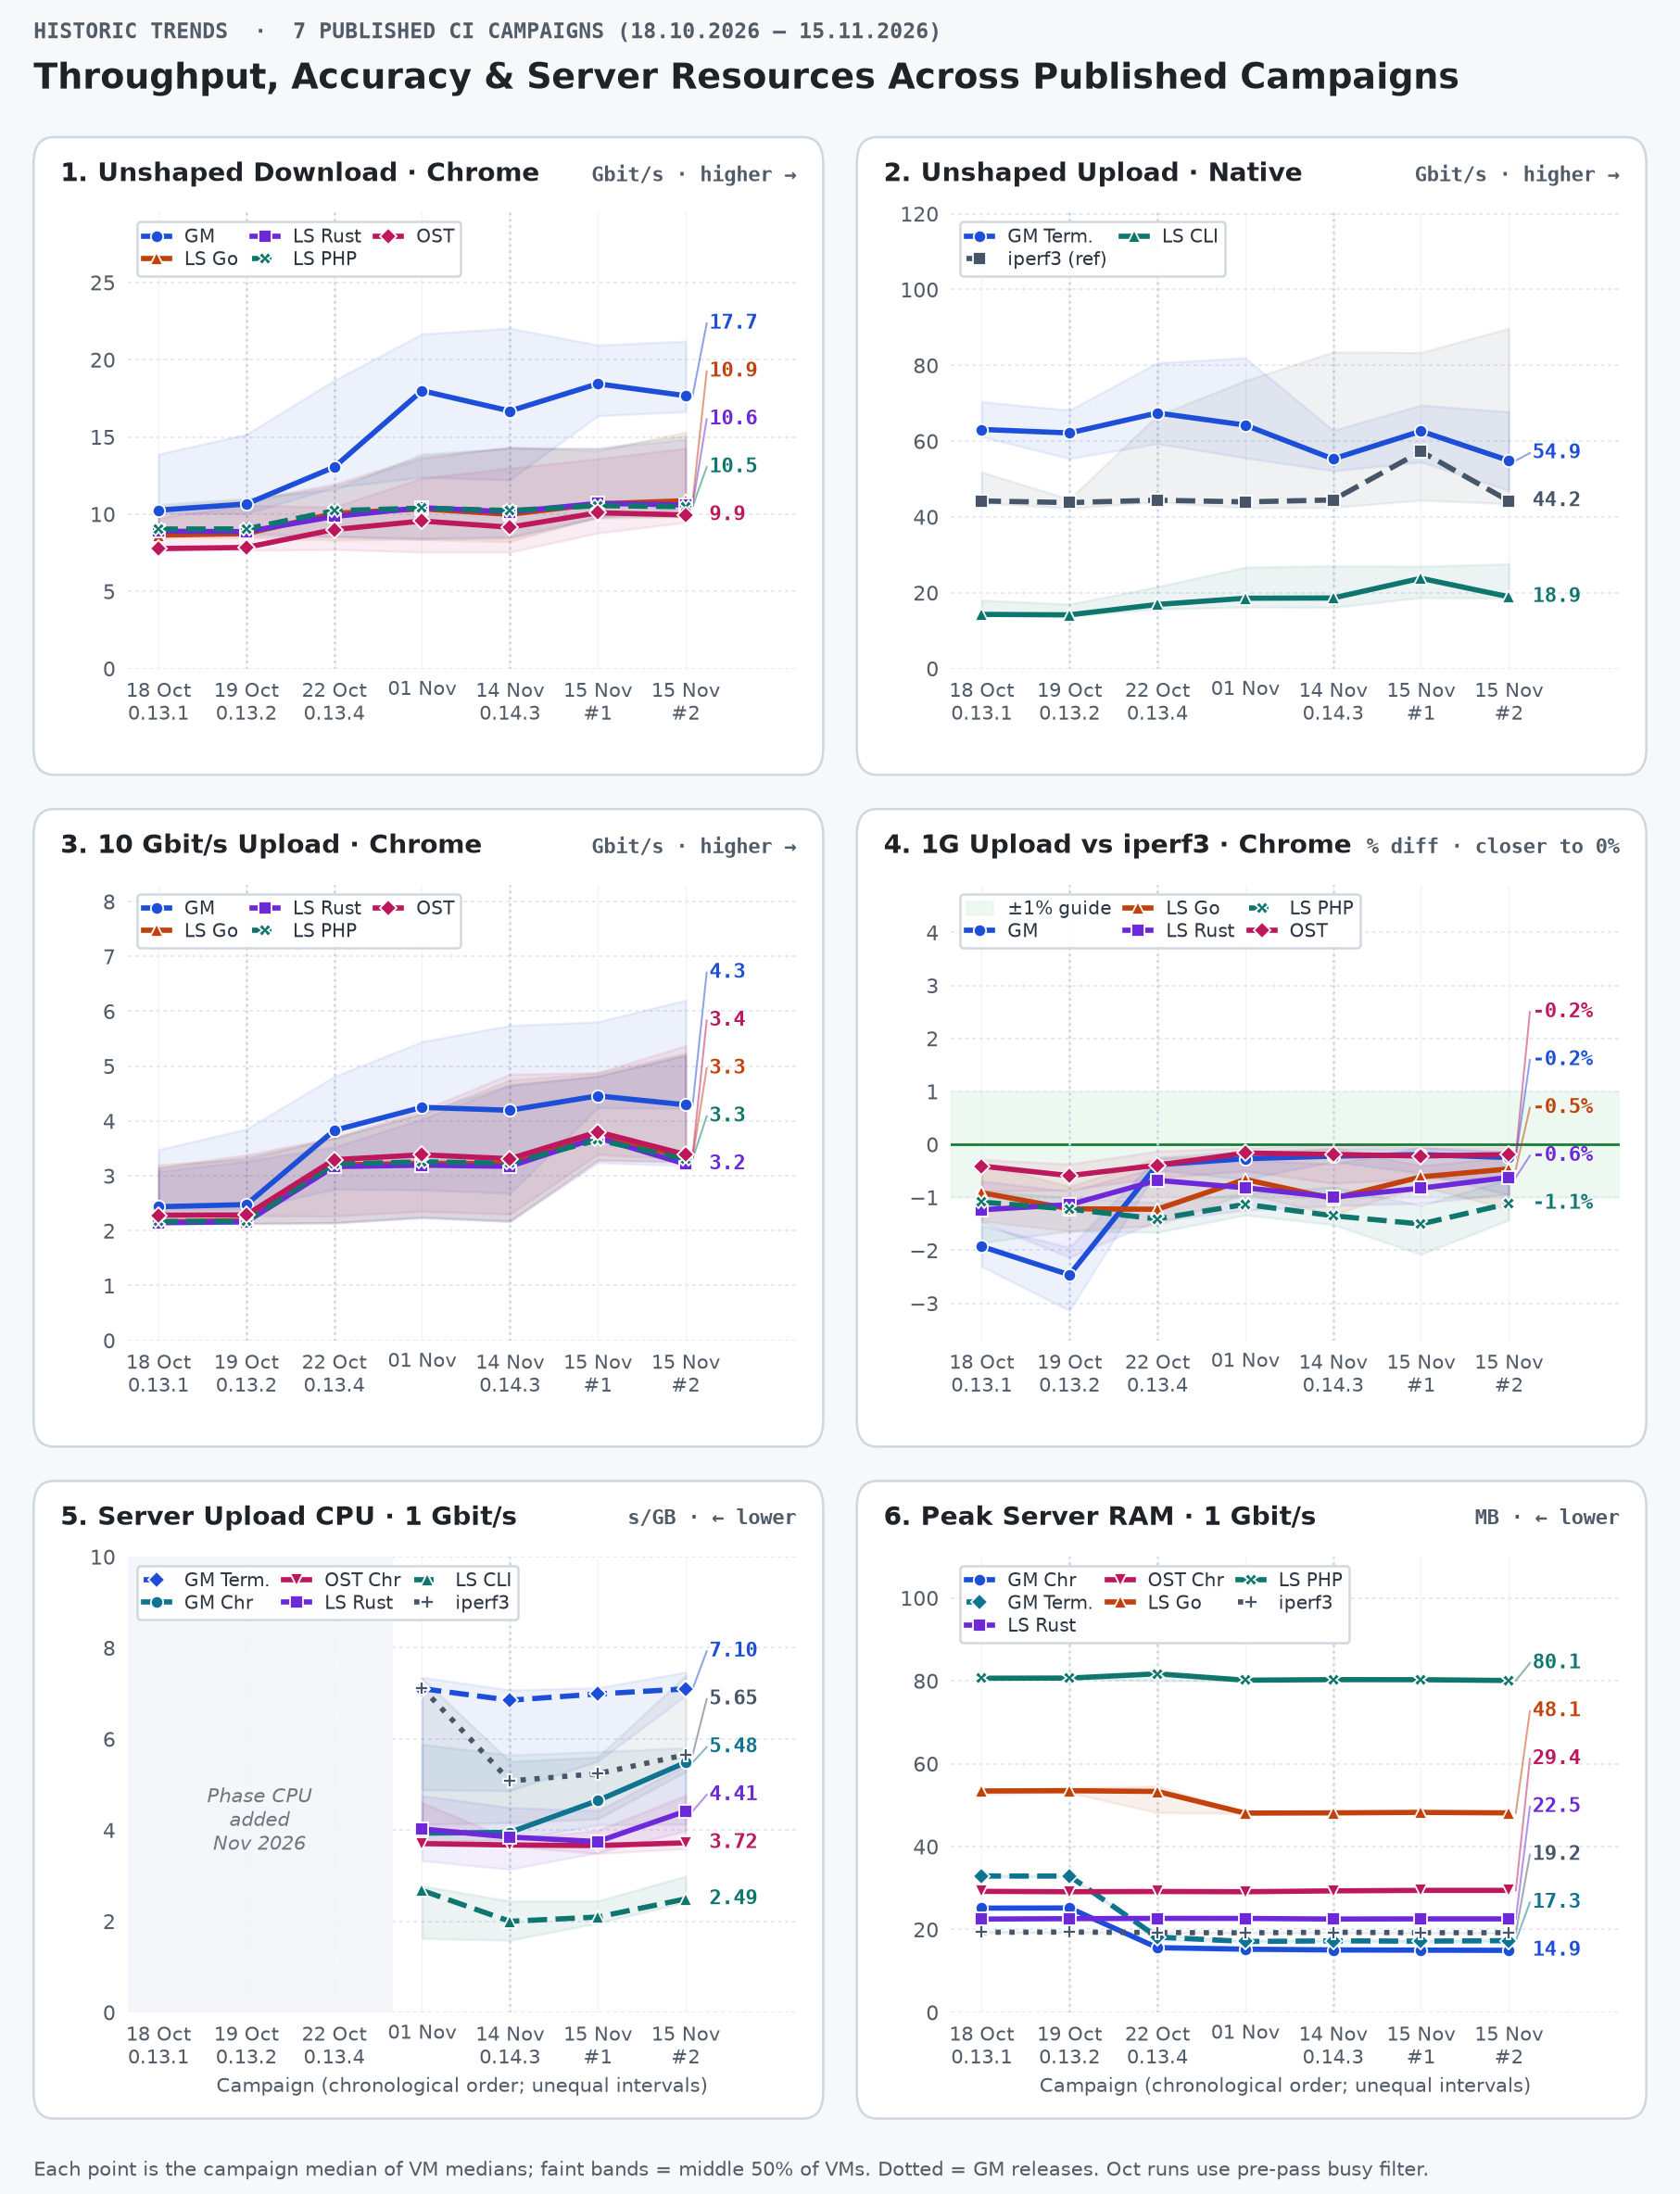 HISTORIC TRENDS · 7 PUBLISHED CI CAMPAIGNS (18.10.2026 – 15.11.2026)
Throughput, Accuracy & Server Resources Across Published Campaigns
1. Unshaped Download · Chrome
Gbit/s · higher →
GM
LS Rust
OST
LS Go
LS PHP
25
20
15
10
5
0
17.7
10.9
10.6
10.5
9.9
18 Oct 19 Oct 22 Oct 01 Nov 14 Nov 15 Nov 15 Nov
0.13.1 0.13.2 0.13.4 0.14.3 #1 #2
2. Unshaped Upload · Native
Gbit/s · higher →
GM Term.
LS CLI
iperf3 (ref)
120
100
80
60
40
20
0
54.9
44.2
18.9
18 Oct 19 Oct 22 Oct 01 Nov 14 Nov 15 Nov 15 Nov
0.13.1 0.13.2 0.13.4 0.14.3 #1 #2
3. 10 Gbit/s Upload · Chrome
Gbit/s · higher →
GM
LS Rust
OST
LS Go
LS PHP
8
7
6
5
4
3
2
1
0
4.3
3.4
3.3
3.3
3.2
18 Oct 19 Oct 22 Oct 01 Nov 14 Nov 15 Nov 15 Nov
0.13.1 0.13.2 0.13.4 0.14.3 #1 #2
4. 1G Upload vs iperf3 · Chrome
% diff · closer to 0%
±1% guide
LS Go
LS PHP
GM
LS Rust
OST
4
3
2
1
0
−1
−2
−3
-0.2%
-0.2%
-0.5%
-0.6%
-1.1%
18 Oct 19 Oct 22 Oct 01 Nov 14 Nov 15 Nov 15 Nov
0.13.1 0.13.2 0.13.4 0.14.3 #1 #2
5. Server Upload CPU · 1 Gbit/s
s/GB · ← lower
GM Term.
OST Chr
LS CLI
GM Chr
LS Rust
iperf3
10
8
6
4
2
0
Phase CPU
added
Nov 2026
7.10
5.65
5.48
4.41
3.72
2.49
18 Oct 19 Oct 22 Oct 01 Nov 14 Nov 15 Nov 15 Nov
0.13.1 0.13.2 0.13.4 0.14.3 #1 #2
Campaign (chronological order; unequal intervals)
6. Peak Server RAM · 1 Gbit/s
MB · ← lower
GM Chr
OST Chr
LS PHP
GM Term.
LS Go
iperf3
LS Rust
100
80
60
40
20
0
80.1
48.1
29.4
22.5
19.2
17.3
14.9
18 Oct 19 Oct 22 Oct 01 Nov 14 Nov 15 Nov 15 Nov
0.13.1 0.13.2 0.13.4 0.14.3 #1 #2
Campaign (chronological order; unequal intervals)
Each point is the campaign median of VM medians; faint bands = middle 50% of VMs. Dotted = GM releases. Oct runs use pre-pass busy filter.